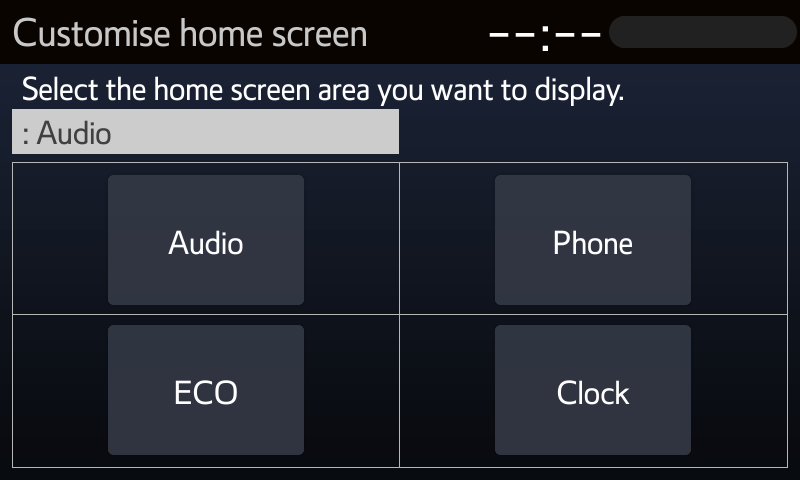 Customise home screen --:--
Select the home screen area you want to display.
: Audio
Audio Phone
ECO Clock